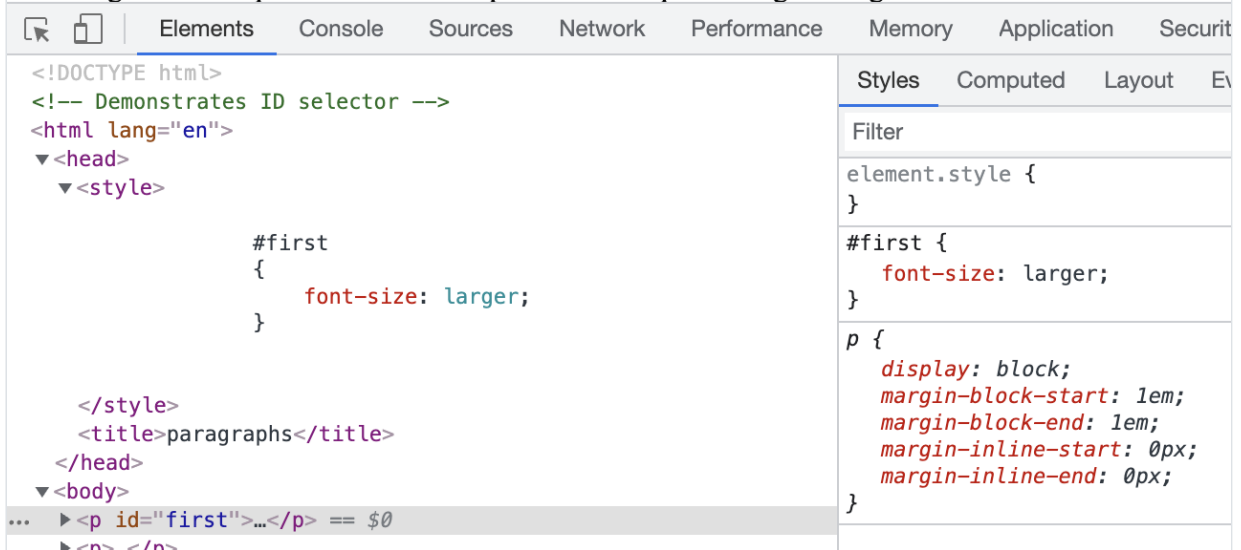 Elements Console Sources Network Performance Memory Application Securit
<!DOCTYPE html>
<!-- Demonstrates ID selector -->
<html lang="en">
▼<head>
▼<style>
#first
{
font-size: larger;
}
</style>
<title>paragraphs</title>
</head>
▼<body>
… ▶<p id="first">…</p> == $0
▶<p> </p>
Styles Computed Layout Ev
Filter
element.style {
}
#first {
font-size: larger;
}
p {
display: block;
margin-block-start: 1em;
margin-block-end: 1em;
margin-inline-start: 0px;
margin-inline-end: 0px;
}